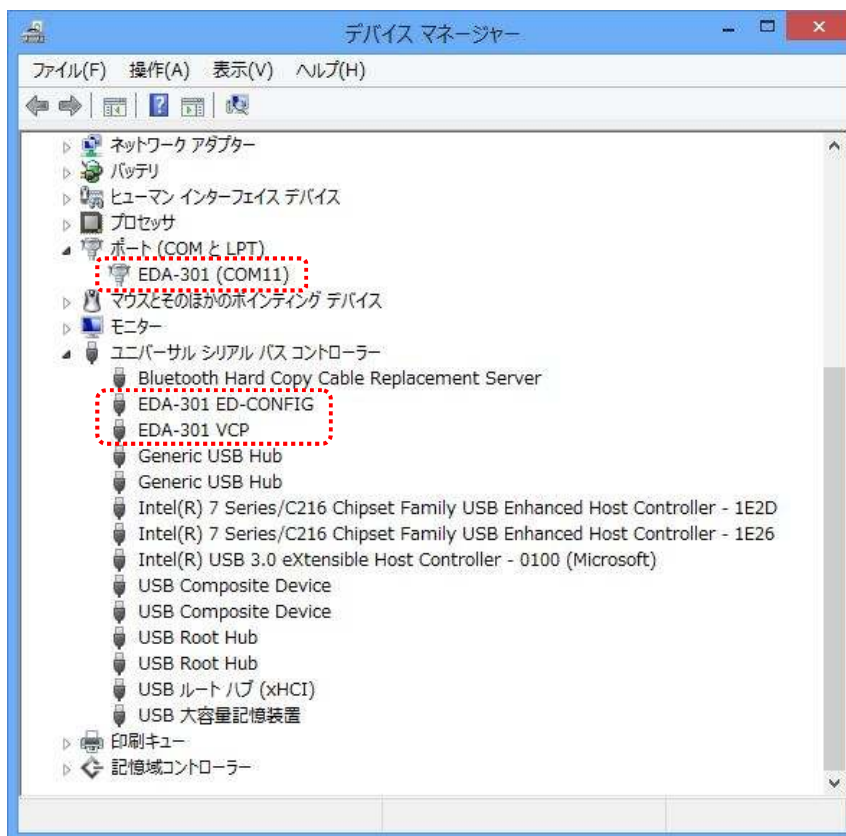 デバイス マネージャー
ファイル(F) 操作(A) 表示(V) ヘルプ(H)
ネットワーク アダプター
バッテリ
ヒューマン インターフェイス デバイス
プロセッサ
ポート (COM と LPT)
EDA-301 (COM11)
マウスとそのほかのポインティング デバイス
モニター
ユニバーサル シリアル バス コントローラー
Bluetooth Hard Copy Cable Replacement Server
EDA-301 ED-CONFIG
EDA-301 VCP
Generic USB Hub
Generic USB Hub
Intel(R) 7 Series/C216 Chipset Family USB Enhanced Host Controller - 1E2D
Intel(R) 7 Series/C216 Chipset Family USB Enhanced Host Controller - 1E26
Intel(R) USB 3.0 eXtensible Host Controller - 0100 (Microsoft)
USB Composite Device
USB Composite Device
USB Root Hub
USB Root Hub
USB ルート ハブ (xHCI)
USB 大容量記憶装置
印刷キュー
記憶域コントローラー